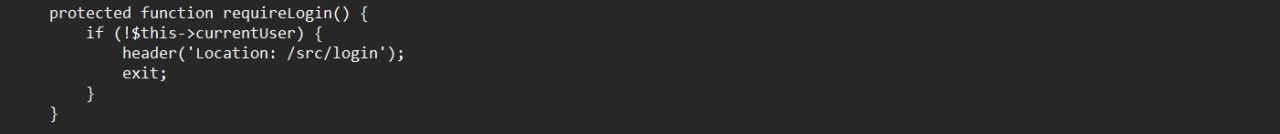 protected function requireLogin() {
    if (!$this->currentUser) {
        header('Location: /src/login');
        exit;
    }
}